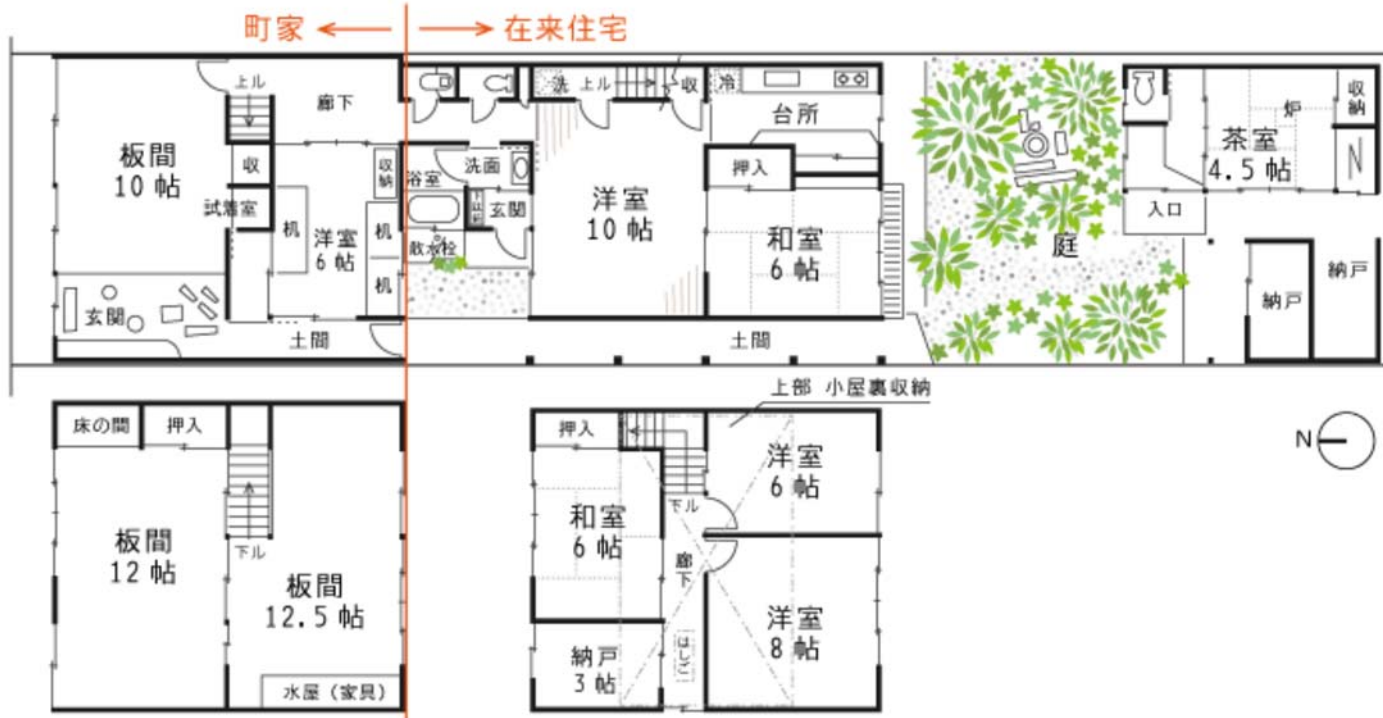 町家
在来住宅
板間
10 帖
上ル
廊下
収
試着室
机
洋室
6 帖
収納
机
机
玄関
土間
浴室
洗面
下駄箱
玄関
散水栓
洗
上ル
収
洋室
10 帖
冷
台所
押入
和室
6 帖
土間
庭
炉
収納
茶室
4.5 帖
入口
納戸
納戸
床の間
押入
板間
12 帖
下ル
板間
12.5 帖
水屋（家具）
上部 小屋裏収納
押入
下ル
和室
6 帖
廊下
洋室
6 帖
洋室
8 帖
納戸
3 帖
はしご
N